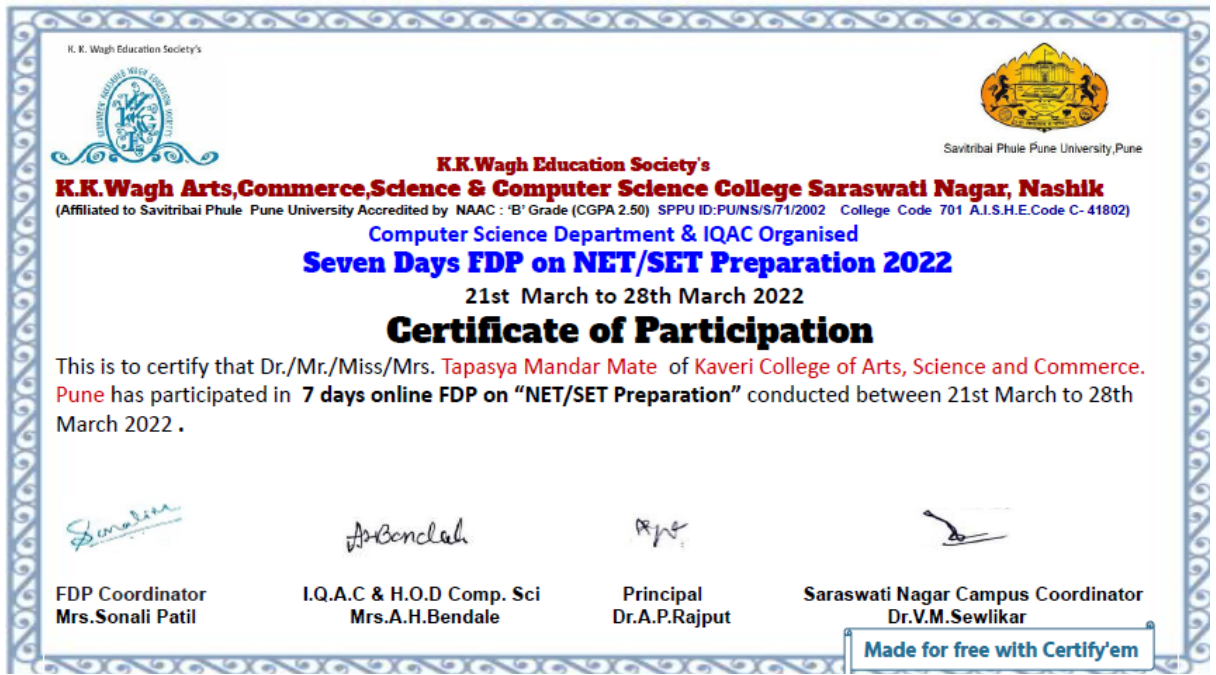 K. K. Wagh Education Society's
Savitribai Phule Pune University,Pune
K.K.Wagh Education Society's
K.K.Wagh Arts,Commerce,Science & Computer Science College Saraswati Nagar, Nashik
(Affiliated to Savitribai Phule Pune University Accredited by NAAC : 'B' Grade (CGPA 2.50) SPPU ID:PU/NS/S/71/2002 College Code 701 A.I.S.H.E.Code C- 41802)
Computer Science Department & IQAC Organised
Seven Days FDP on NET/SET Preparation 2022
21st March to 28th March 2022
Certificate of Participation
This is to certify that Dr./Mr./Miss/Mrs. Tapasya Mandar Mate of Kaveri College of Arts, Science and Commerce.
Pune has participated in 7 days online FDP on “NET/SET Preparation” conducted between 21st March to 28th
March 2022 .
FDP Coordinator I.Q.A.C & H.O.D Comp. Sci Principal Saraswati Nagar Campus Coordinator
Mrs.Sonali Patil Mrs.A.H.Bendale Dr.A.P.Rajput Dr.V.M.Sewlikar
Made for free with Certify'em